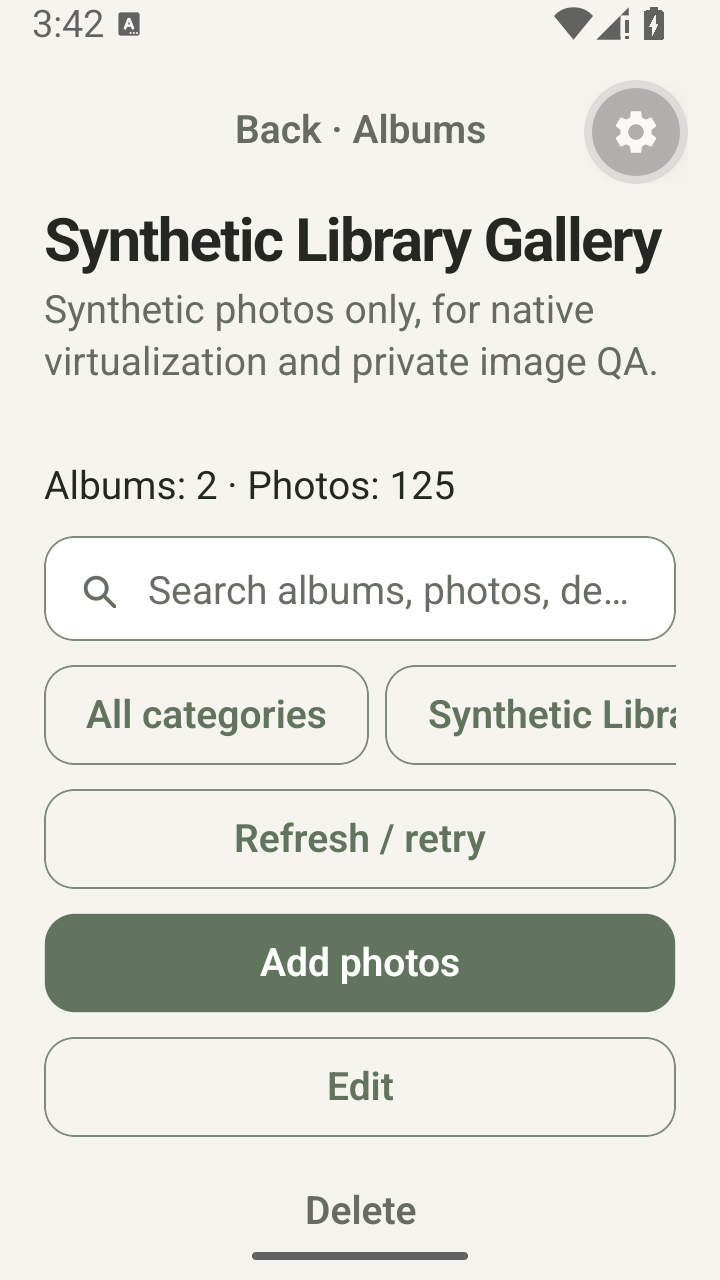 3:42
Back · Albums
Synthetic Library Gallery
Synthetic photos only, for native
virtualization and private image QA.
Albums: 2 · Photos: 125
Search albums, photos, de…
All categories
Synthetic Libra
Refresh / retry
Add photos
Edit
Delete